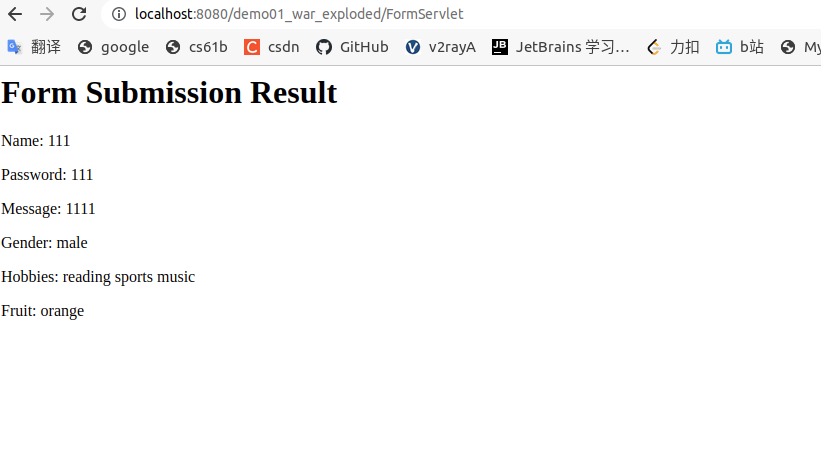 localhost:8080/demo01_war_exploded/FormServlet
翻译 google cs61b csdn GitHub v2rayA JetBrains 学习… 力扣 b站 My
Form Submission Result
Name: 111
Password: 111
Message: 1111
Gender: male
Hobbies: reading sports music
Fruit: orange